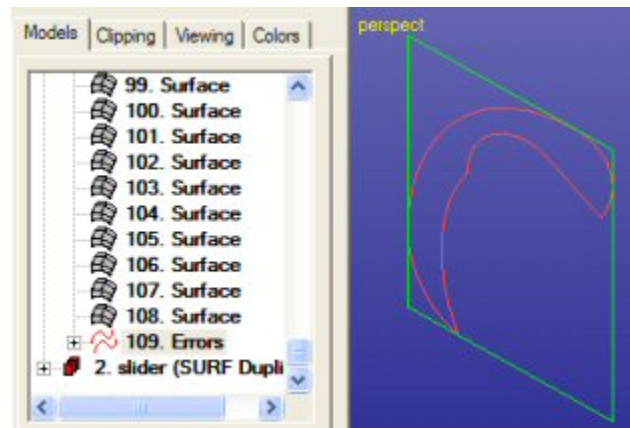 Models Clipping Viewing Colors
99. Surface
100. Surface
101. Surface
102. Surface
103. Surface
104. Surface
105. Surface
106. Surface
107. Surface
108. Surface
109. Errors
2. slider (SURF Dupli
perspect